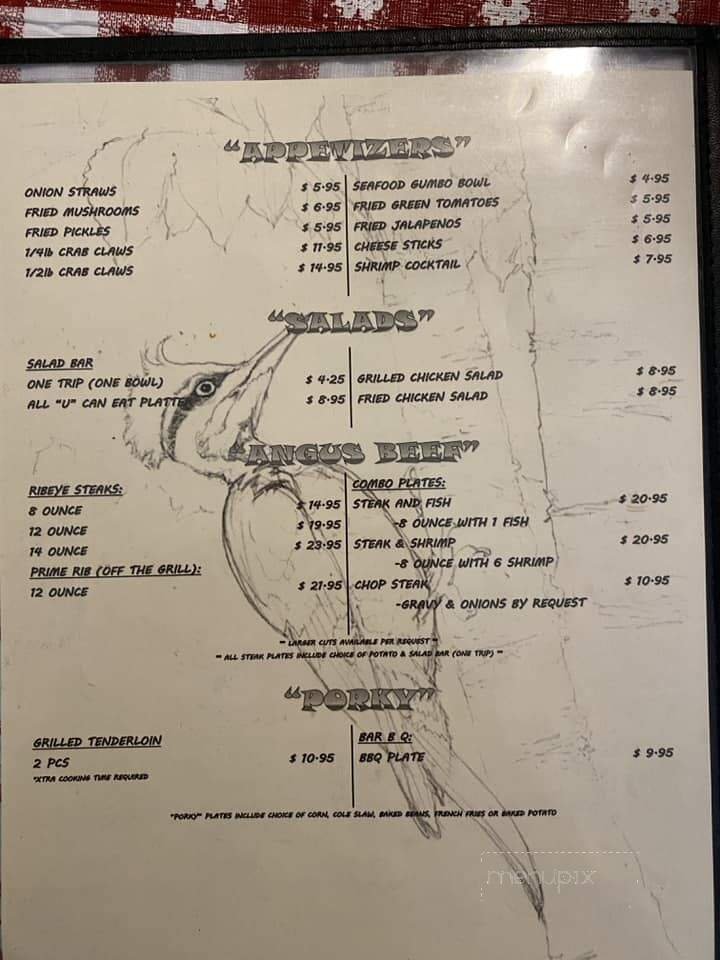 "APPETIZERS"
ONION STRAWS $ 5.95
FRIED MUSHROOMS $ 6.95
FRIED PICKLES $ 5.95
1/4lb CRAB CLAWS $ 11.95
1/2lb CRAB CLAWS $ 14.95
SEAFOOD GUMBO BOWL $ 4.95
FRIED GREEN TOMATOES $ 5.95
FRIED JALAPENOS $ 5.95
CHEESE STICKS $ 6.95
SHRIMP COCKTAIL $ 7.95
"SALADS"
SALAD BAR
ONE TRIP (ONE BOWL) $ 4.25
ALL "U" CAN EAT PLATTE $ 8.95
GRILLED CHICKEN SALAD $ 8.95
FRIED CHICKEN SALAD $ 8.95
"ANGUS BEEF"
RIBEYE STEAKS:
8 OUNCE $ 14.95
12 OUNCE $ 19.95
14 OUNCE $ 23.95
PRIME RIB (OFF THE GRILL):
12 OUNCE $ 21.95
COMBO PLATES:
STEAK AND FISH $ 20.95
-8 OUNCE WITH 1 FISH
STEAK & SHRIMP $ 20.95
-8 OUNCE WITH 6 SHRIMP
CHOP STEAK $ 10.95
-GRAVY & ONIONS BY REQUEST
** LARGER CUTS AVAILABLE PER REQUEST **
** ALL STEAK PLATES INCLUDE CHOICE OF POTATO & SALAD BAR (ONE TRIP) **
"PORKY"
GRILLED TENDERLOIN
2 PCS $ 10.95
*XTRA COOKING TIME REQUIRED
BAR B Q:
BBQ PLATE $ 9.95
"PORKY" PLATES INCLUDE CHOICE OF CORN, COLE SLAW, BAKED BEANS, FRENCH FRIES OR BAKED POTATO
menupix